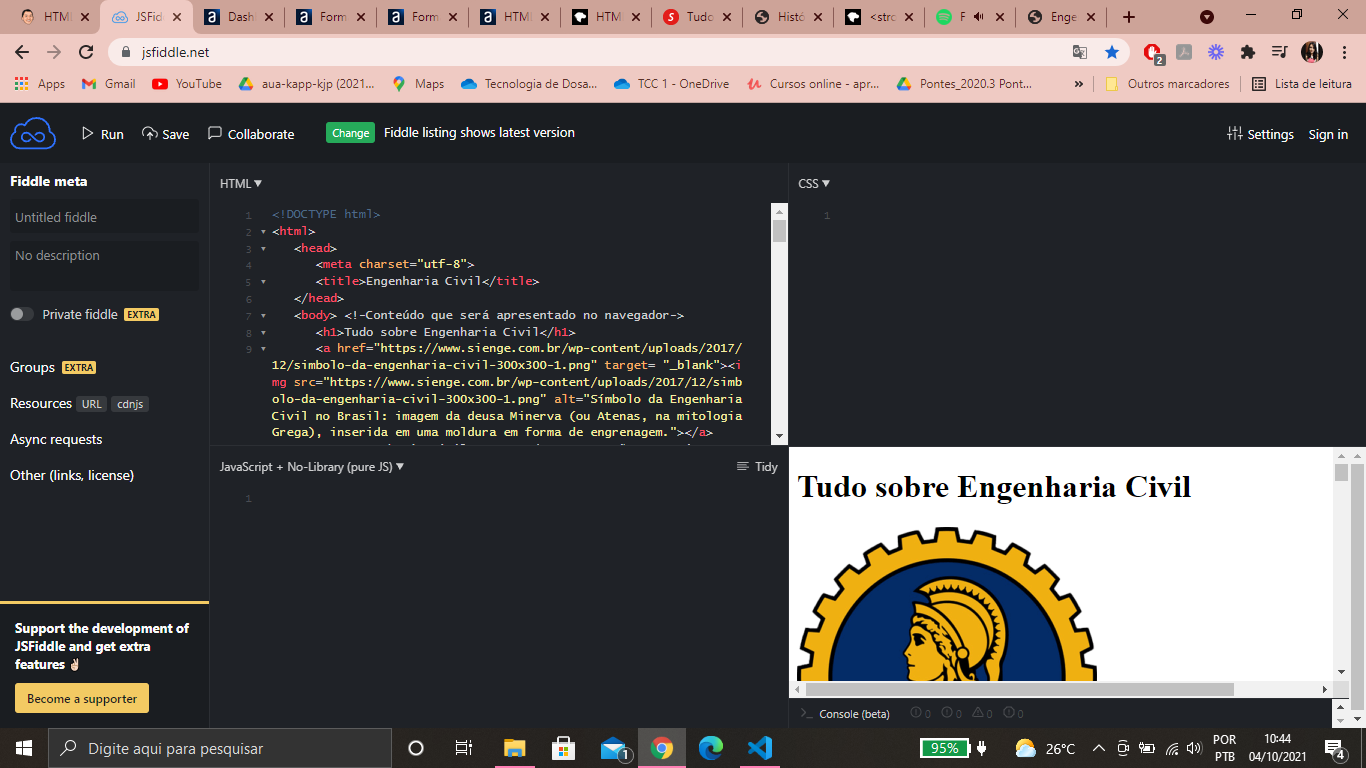 HTML
JSFid
Dash
Form
Form
HTML
HTML
Tudo
Histó
<stro
F
Enge
jsfiddle.net
2
Apps
Gmail
YouTube
aua-kapp-kjp (2021...
Maps
Tecnologia de Dosa...
TCC 1 - OneDrive
Cursos online - apr...
Pontes_2020.3 Pont...
»
Outros marcadores
Lista de leitura
Run
Save
Collaborate
Change
Fiddle listing shows latest version
Settings
Sign in
Fiddle meta
Untitled fiddle
No description
Private fiddle EXTRA
Groups EXTRA
Resources URL cdnjs
Async requests
Other (links, license)
Support the development of
JSFiddle and get extra
features ✌🏻
Become a supporter
HTML ▼
1 <!DOCTYPE html>
2 <html>
3 <head>
4 <meta charset="utf-8">
5 <title>Engenharia Civil</title>
6 </head>
7 <body> <!-Conteúdo que será apresentado no navegador->
8 <h1>Tudo sobre Engenharia Civil</h1>
9 <a href="https://www.sienge.com.br/wp-content/uploads/2017/
12/simbolo-da-engenharia-civil-300x300-1.png" target= "_blank"><i
mg src="https://www.sienge.com.br/wp-content/uploads/2017/12/simb
olo-da-engenharia-civil-300x300-1.png" alt="Símbolo da Engenharia
Civil no Brasil: imagem da deusa Minerva (ou Atenas, na mitologia
Grega), inserida em uma moldura em forma de engrenagem."></a>
CSS ▼
1
JavaScript + No-Library (pure JS) ▼
Tidy
1
Tudo sobre Engenharia Civil
>_ Console (beta)
0
0
0
0
Digite aqui para pesquisar
1
95%
26°C
POR
PTB
10:44
04/10/2021
4